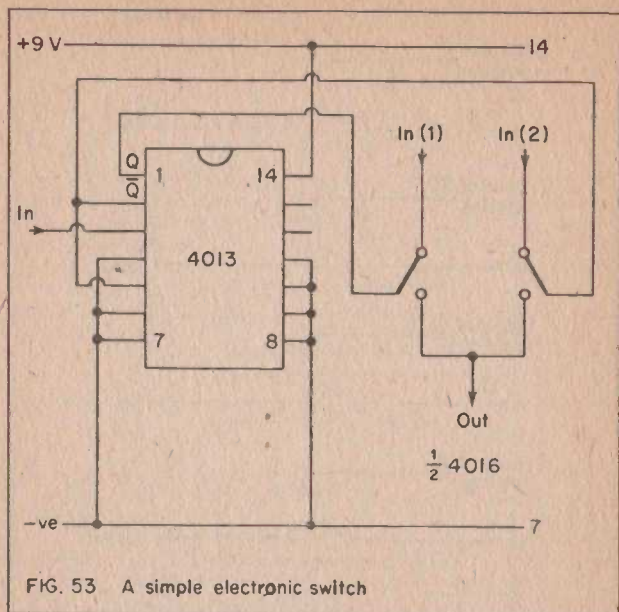 +9 V
14
In (1)
In (2)
Q
1
14
Q̅
In
4013
7
8
Out
½ 4016
-ve
7
FIG. 53 A simple electronic switch